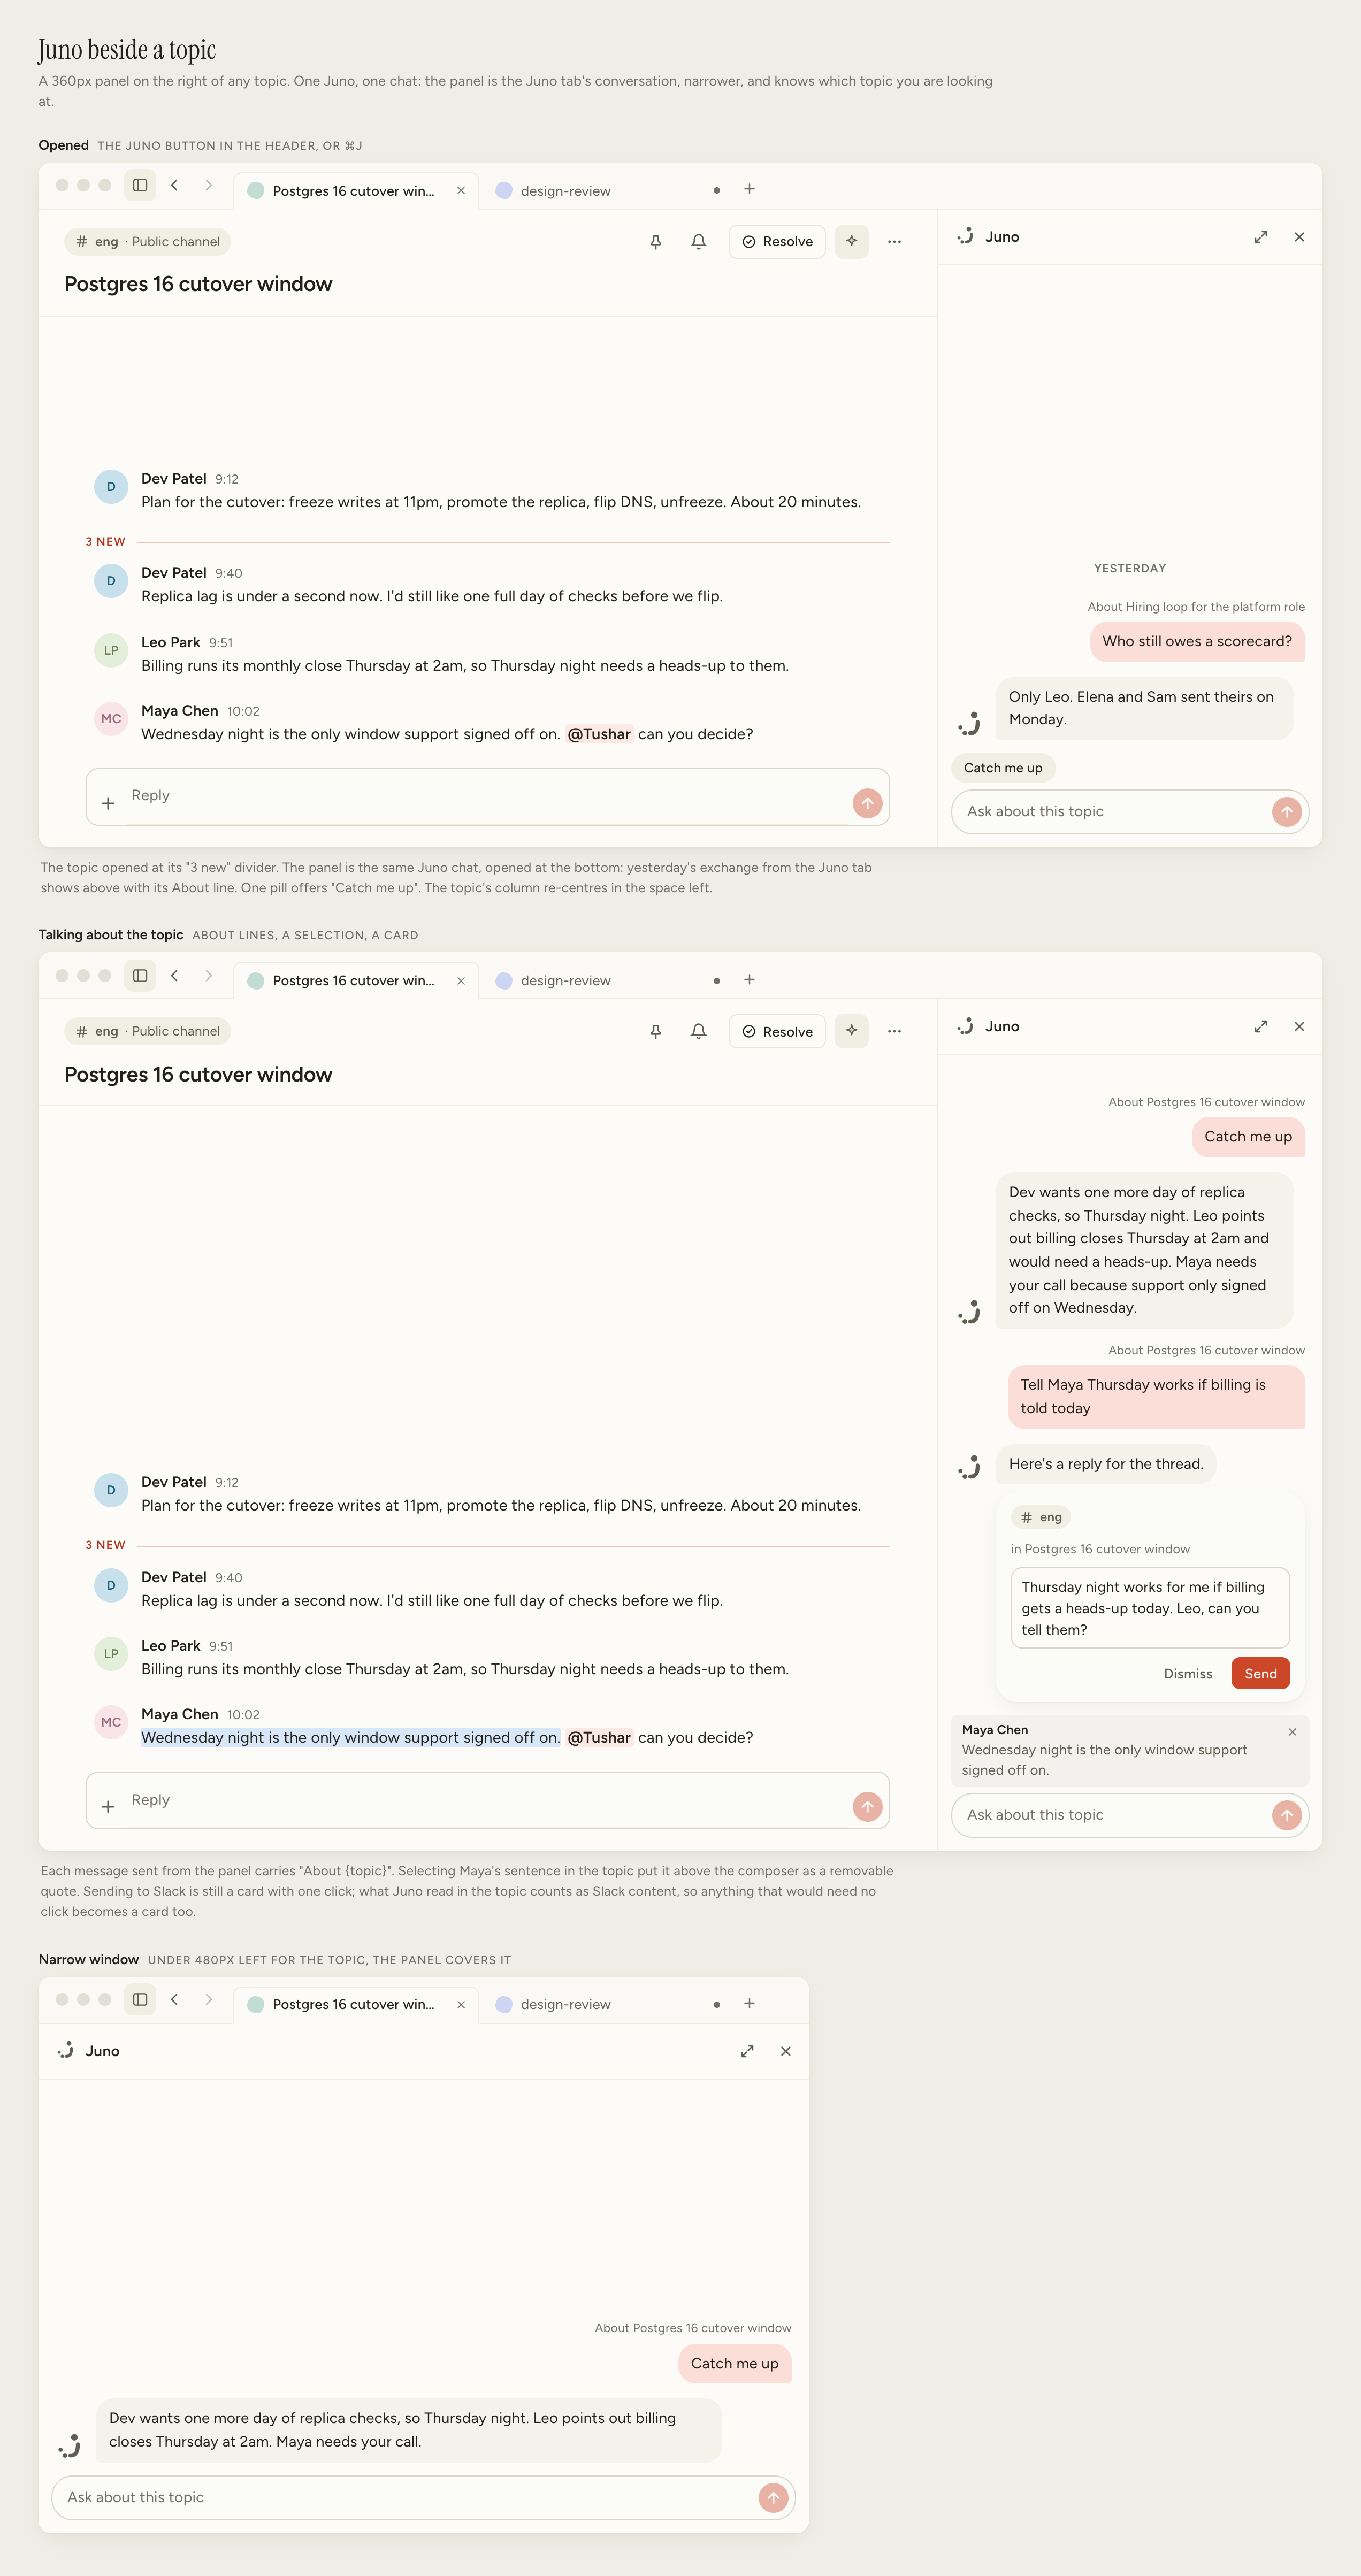 Juno beside a topic
A 360px panel on the right of any topic. One Juno, one chat: the panel is the Juno tab's conversation, narrower, and knows which topic you are looking
at.
Opened THE JUNO BUTTON IN THE HEADER, OR ⌘J
Postgres 16 cutover win...
design-review
# eng · Public channel
Resolve
Postgres 16 cutover window
Dev Patel 9:12
Plan for the cutover: freeze writes at 11pm, promote the replica, flip DNS, unfreeze. About 20 minutes.
3 NEW
Dev Patel 9:40
Replica lag is under a second now. I'd still like one full day of checks before we flip.
LP
Leo Park 9:51
Billing runs its monthly close Thursday at 2am, so Thursday night needs a heads-up to them.
MC
Maya Chen 10:02
Wednesday night is the only window support signed off on. @Tushar can you decide?
Reply
Juno
YESTERDAY
About Hiring loop for the platform role
Who still owes a scorecard?
Only Leo. Elena and Sam sent theirs on
Monday.
Catch me up
Ask about this topic
The topic opened at its "3 new" divider. The panel is the same Juno chat, opened at the bottom: yesterday's exchange from the Juno tab
shows above with its About line. One pill offers "Catch me up". The topic's column re-centres in the space left.
Talking about the topic ABOUT LINES, A SELECTION, A CARD
Postgres 16 cutover win...
design-review
# eng · Public channel
Resolve
Postgres 16 cutover window
D
Dev Patel 9:12
Plan for the cutover: freeze writes at 11pm, promote the replica, flip DNS, unfreeze. About 20 minutes.
3 NEW
D
Dev Patel 9:40
Replica lag is under a second now. I'd still like one full day of checks before we flip.
LP
Leo Park 9:51
Billing runs its monthly close Thursday at 2am, so Thursday night needs a heads-up to them.
MC
Maya Chen 10:02
Wednesday night is the only window support signed off on. @Tushar can you decide?
Reply
Juno
About Postgres 16 cutover window
Catch me up
Dev wants one more day of replica
checks, so Thursday night. Leo points
out billing closes Thursday at 2am and
would need a heads-up. Maya needs
your call because support only signed
off on Wednesday.
About Postgres 16 cutover window
Tell Maya Thursday works if billing is
told today
Here's a reply for the thread.
# eng
in Postgres 16 cutover window
Thursday night works for me if billing
gets a heads-up today. Leo, can you
tell them?
Dismiss Send
Maya Chen
Wednesday night is the only window support
signed off on.
Ask about this topic
Each message sent from the panel carries "About {topic}". Selecting Maya's sentence in the topic put it above the composer as a removable
quote. Sending to Slack is still a card with one click; what Juno read in the topic counts as Slack content, so anything that would need no
click becomes a card too.
Narrow window UNDER 480PX LEFT FOR THE TOPIC, THE PANEL COVERS IT
Postgres 16 cutover win...
design-review
Juno
About Postgres 16 cutover window
Catch me up
Dev wants one more day of replica checks, so Thursday night. Leo points out billing
closes Thursday at 2am. Maya needs your call.
Ask about this topic